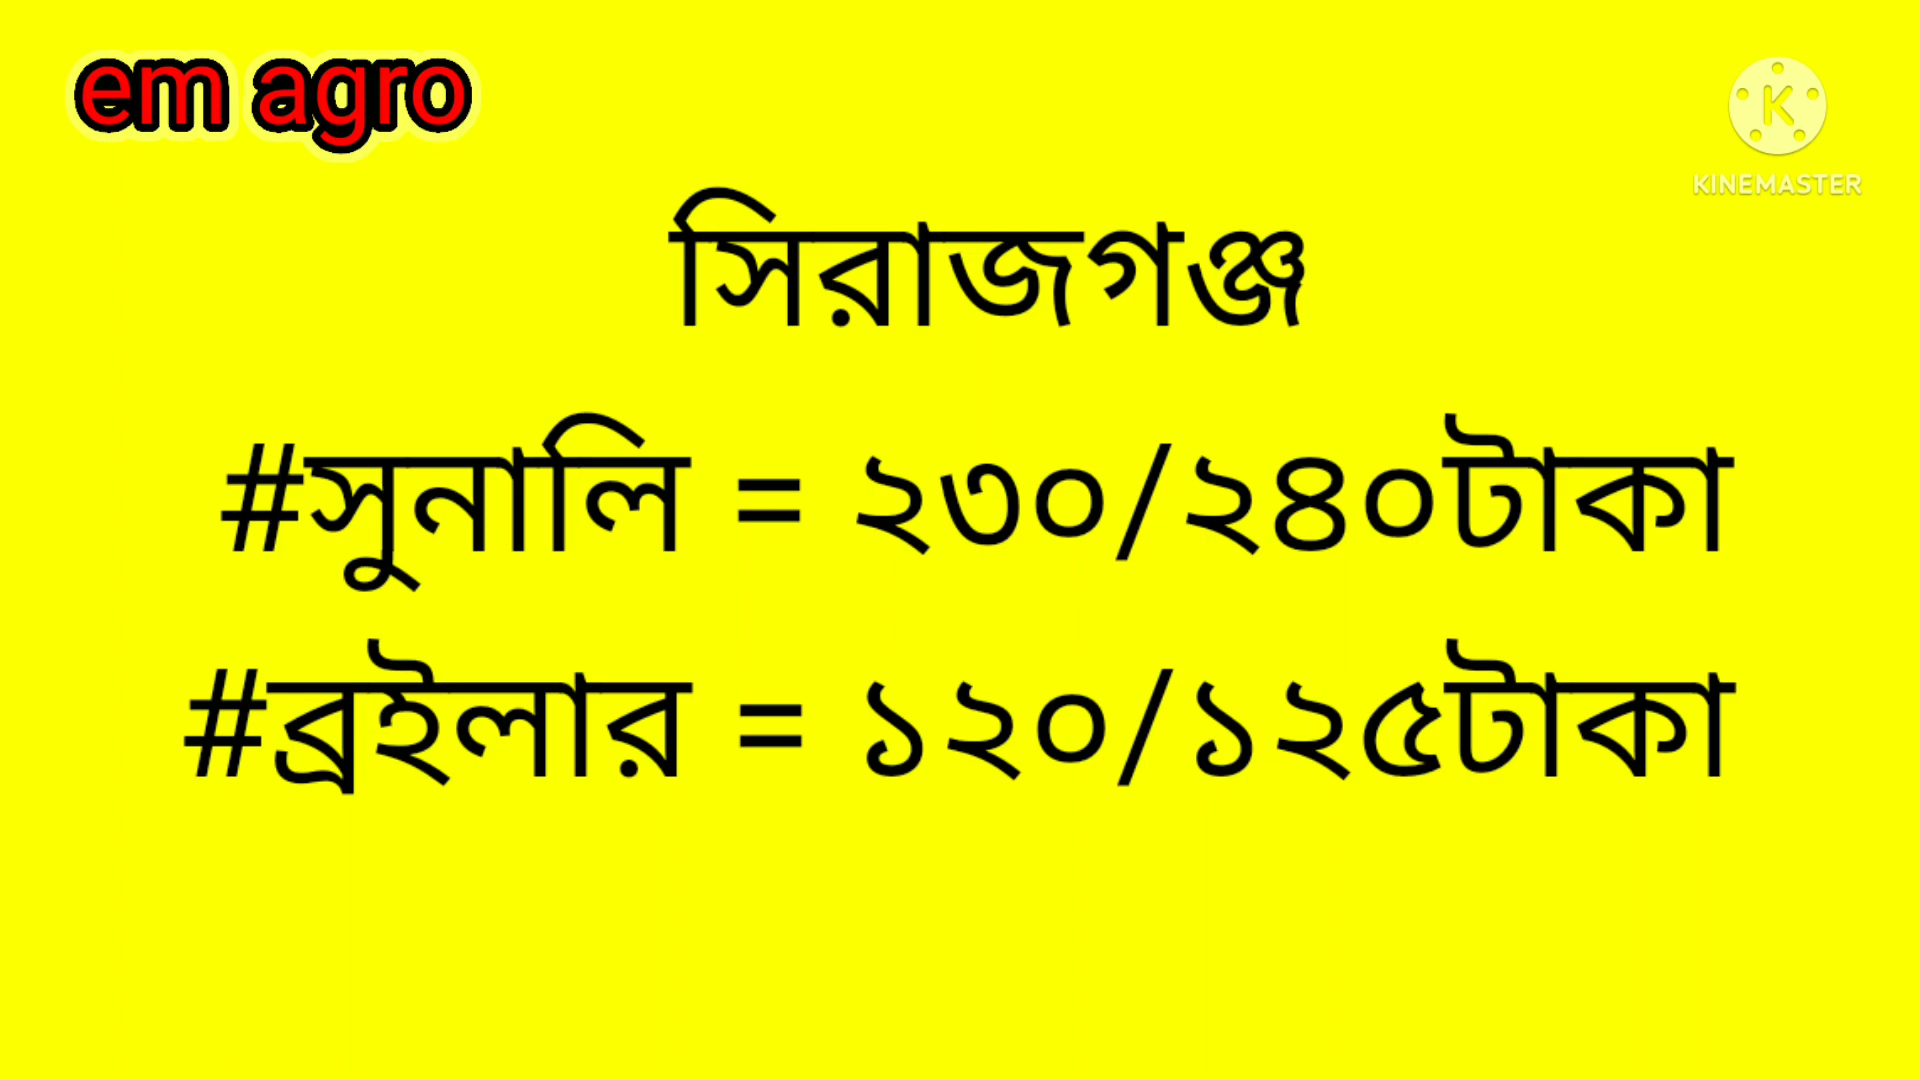 em agro
KINEMASTER
সিরাজগঞ্জ
#সুনালি = ২৩০/২৪০টাকা
#ব্রইলার = ১২০/১২৫টাকা